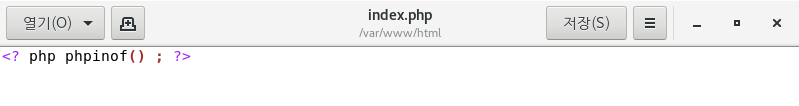 열기(O)
index.php
/var/www/html
저장(S)
<? php phpinof() ; ?>